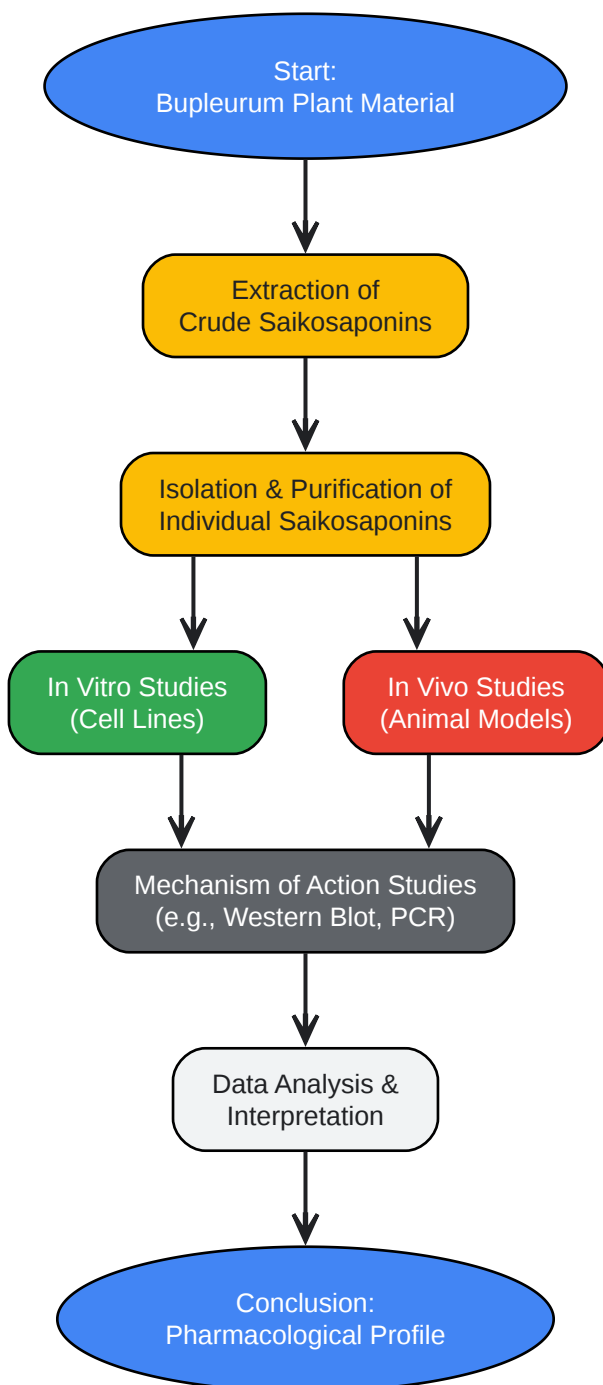 Start:
Bupleurum Plant Material
Extraction of
Crude Saikosaponins
Isolation & Purification of
Individual Saikosaponins
In Vitro Studies
(Cell Lines)
In Vivo Studies
(Animal Models)
Mechanism of Action Studies
(e.g., Western Blot, PCR)
Data Analysis &
Interpretation
Conclusion:
Pharmacological Profile